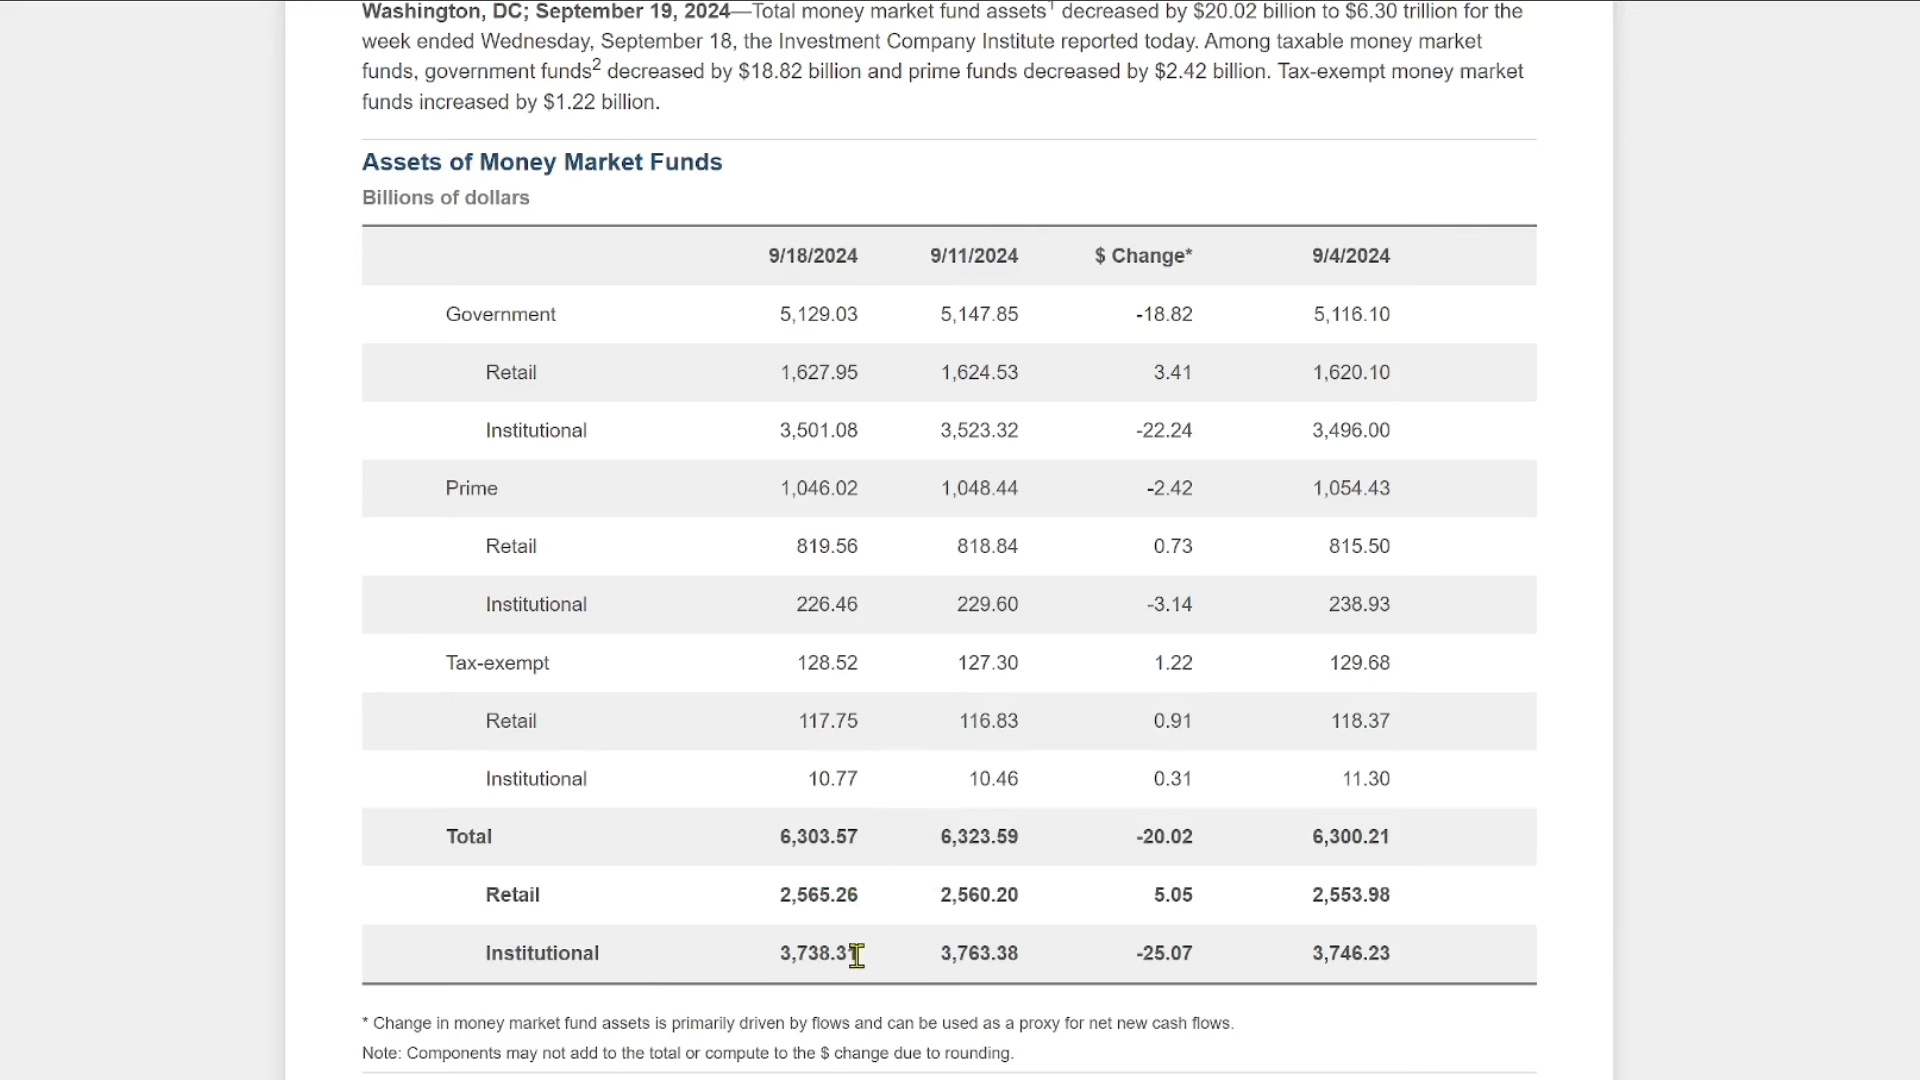 Washington, DC; September 19, 2024—Total money market fund assets1 decreased by $20.02 billion to $6.30 trillion for the
week ended Wednesday, September 18, the Investment Company Institute reported today. Among taxable money market
funds, government funds2 decreased by $18.82 billion and prime funds decreased by $2.42 billion. Tax-exempt money market
funds increased by $1.22 billion.
Assets of Money Market Funds
Billions of dollars
9/18/2024 9/11/2024 $ Change* 9/4/2024
Government 5,129.03 5,147.85 -18.82 5,116.10
Retail 1,627.95 1,624.53 3.41 1,620.10
Institutional 3,501.08 3,523.32 -22.24 3,496.00
Prime 1,046.02 1,048.44 -2.42 1,054.43
Retail 819.56 818.84 0.73 815.50
Institutional 226.46 229.60 -3.14 238.93
Tax-exempt 128.52 127.30 1.22 129.68
Retail 117.75 116.83 0.91 118.37
Institutional 10.77 10.46 0.31 11.30
Total 6,303.57 6,323.59 -20.02 6,300.21
Retail 2,565.26 2,560.20 5.05 2,553.98
Institutional 3,738.31 3,763.38 -25.07 3,746.23
* Change in money market fund assets is primarily driven by flows and can be used as a proxy for net new cash flows.
Note: Components may not add to the total or compute to the $ change due to rounding.